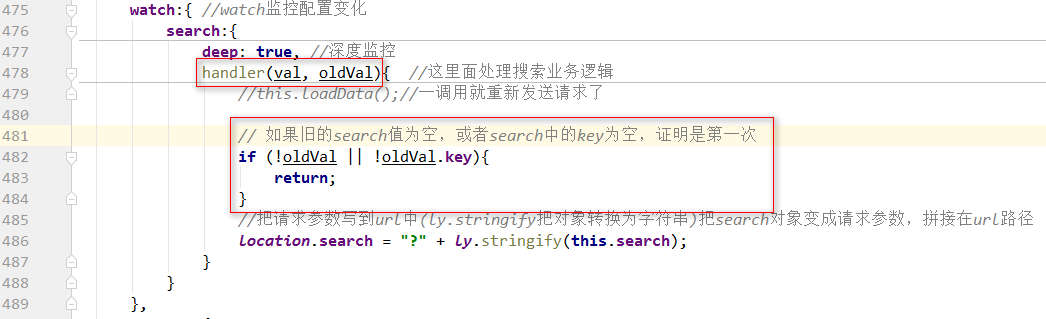 475 watch:{ //watch监控配置变化
476 search:{
477 deep: true, //深度监控
478 handler(val, oldVal){ //这里面处理搜索业务逻辑
479 //this.loadData();//一调用就重新发送请求了
480
481 // 如果旧的search值为空，或者search中的key为空，证明是第一次
482 if (!oldVal || !oldVal.key){
483 return;
484 }
485 //把请求参数写到url中(ly.stringify把对象转换为字符串)把search对象变成请求参数，拼接在url路径
486 location.search = "?" + ly.stringify(this.search);
487 }
488 }
489 },